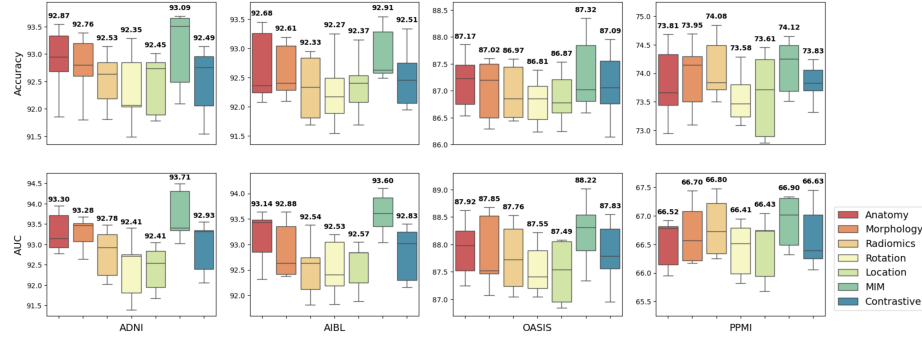 92.87 92.76 92.53 92.35 92.45 93.09 92.49
92.68 92.61 92.33 92.27 92.37 92.91 92.51
87.17 87.02 86.97 86.81 86.87 87.32 87.09
73.81 73.95 74.08 73.58 73.61 74.12 73.83
Accuracy
93.5
93.0
92.5
92.0
91.5
93.5
93.0
92.5
92.0
91.5
88.5
88.0
87.5
87.0
86.5
86.0
75.0
74.5
74.0
73.5
73.0
93.30 93.28 92.78 92.41 92.41 93.71 92.93
93.14 92.88 92.54 92.53 92.57 93.60 92.83
87.92 87.85 87.76 87.55 87.49 88.22 87.83
66.52 66.70 66.80 66.41 66.43 66.90 66.63
AUC
94.5
94.0
93.5
93.0
92.5
92.0
91.5
94.0
93.5
93.0
92.5
92.0
89.0
88.5
88.0
87.5
87.0
67.5
67.0
66.5
66.0
65.5
ADNI
AIBL
OASIS
PPMI
Anatomy
Morphology
Radiomics
Rotation
Location
MIM
Contrastive